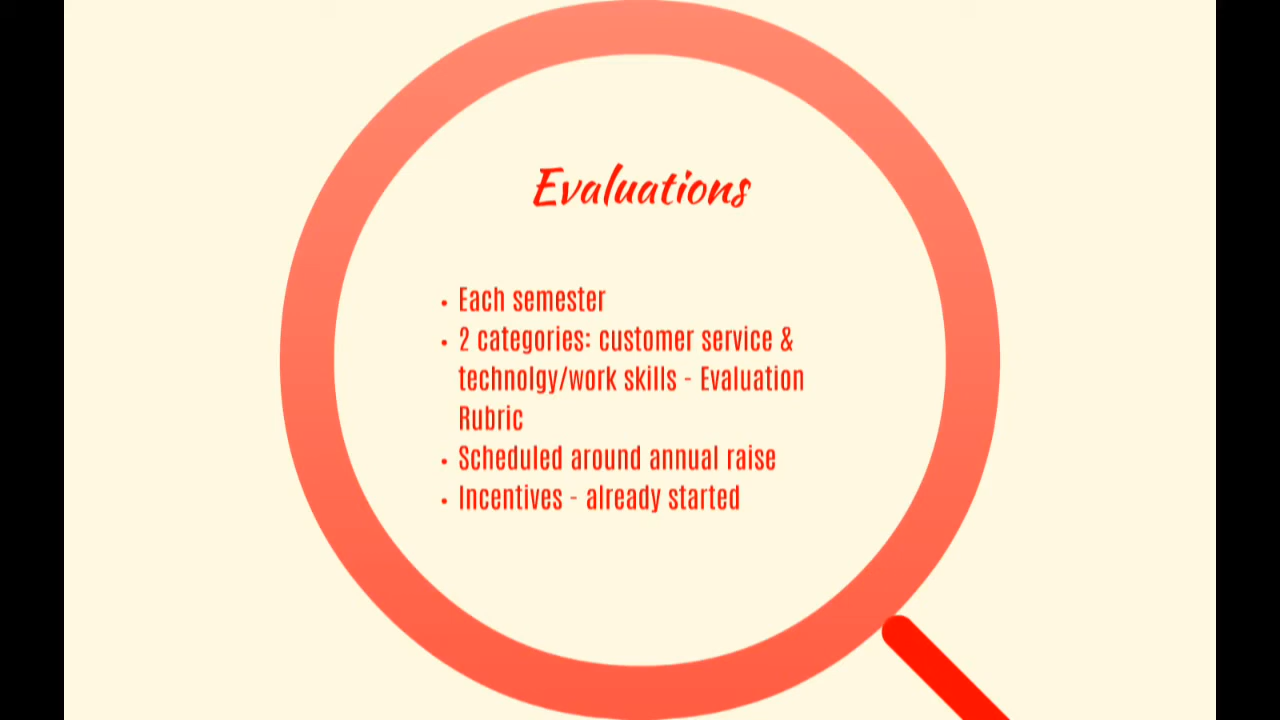 Evaluations
• Each semester
• 2 categories: customer service &
technolgy/work skills - Evaluation
Rubric
• Scheduled around annual raise
• Incentives - already started